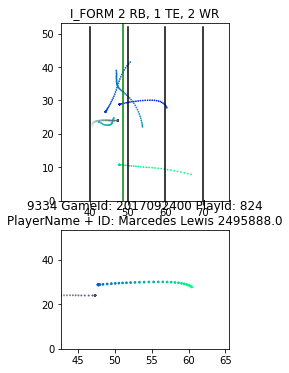 I_FORM 2 RB, 1 TE, 2 WR
50
40
30
20
10
0
40 50 60 70
9334 GameId: 2017092400 PlayId: 824
PlayerName + ID: Marcedes Lewis 2495888.0
40
20
0
45 50 55 60 65